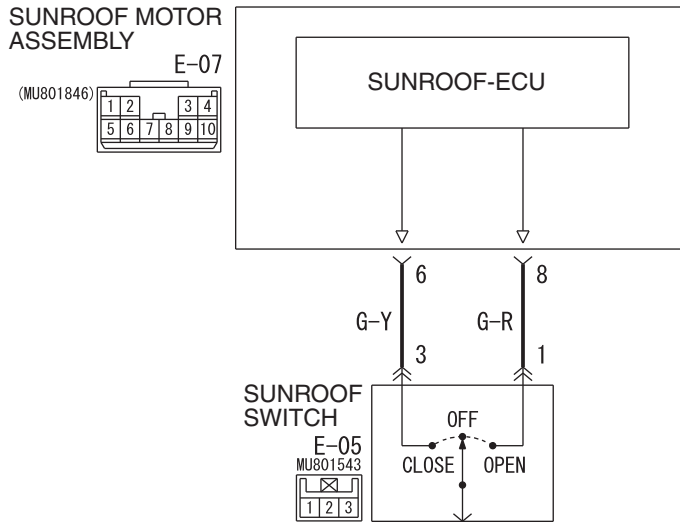 SUNROOF MOTOR
ASSEMBLY
E-07
(MU801846)
1 2 3 4
5 6 7 8 9 10
SUNROOF-ECU
6 8
G-Y G-R
3 1
SUNROOF
SWITCH
E-05
MU801543
1 2 3
OFF
CLOSE OPEN